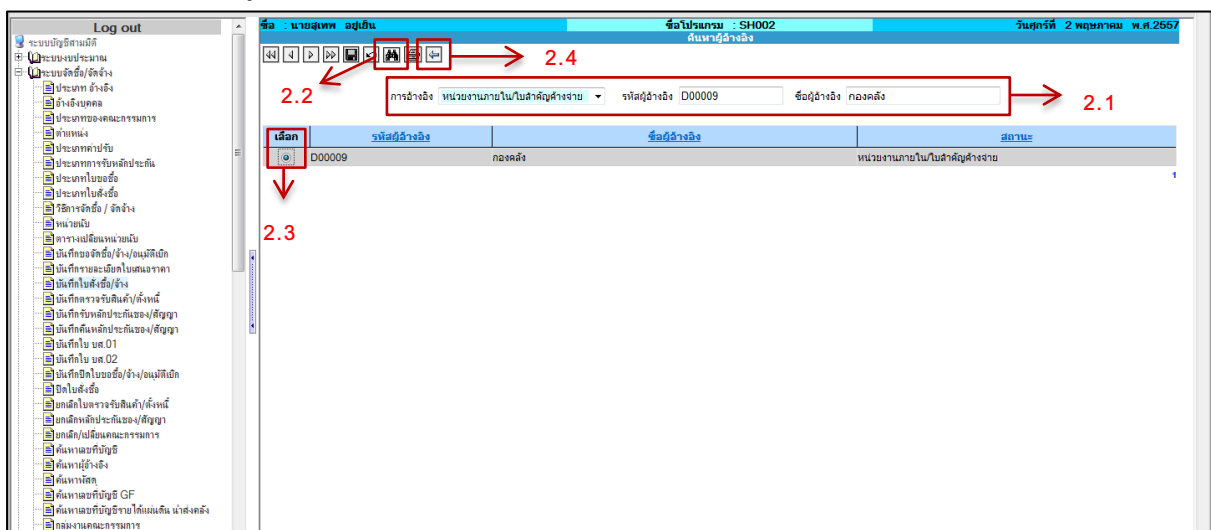 Log out
ระบบบัญชีสามมิติ
ระบบงบประมาณ
ระบบจัดซื้อ/จัดจ้าง
ประเภท อ้างอิง
อ้างอิงบุคคล
ประเภทของคณะกรรมการ
ตำแหน่ง
ประเภทค่าปรับ
ประเภทการรับหลักประกัน
ประเภทใบขอซื้อ
ประเภทใบสั่งซื้อ
วิธีการจัดซื้อ / จัดจ้าง
หน่วยนับ
ตารางเปลี่ยนหน่วยนับ
บันทึกขอจัดซื้อ/จ้าง/อนุมัติเบิก
บันทึกรายละเอียดใบเสนอราคา
บันทึกใบสั่งซื้อ/จ้าง
บันทึกตรวจรับสินค้า/ตั้งหนี้
บันทึกรับหลักประกันซอง/สัญญา
บันทึกคืนหลักประกันซอง/สัญญา
บันทึกใบ บศ.01
บันทึกใบ บศ.02
บันทึกปิดใบขอซื้อ/จ้าง/อนุมัติเบิก
ปิดใบสั่งซื้อ
ยกเลิกใบตรวจรับสินค้า/ตั้งหนี้
ยกเลิกหลักประกันซอง/สัญญา
ยกเลิก/เปลี่ยนคณะกรรมการ
ค้นหาเลขที่บัญชี
ค้นหาผู้อ้างอิง
ค้นหาพัสดุ
ค้นหาเลขที่บัญชี GF
ค้นหาเลขที่บัญชีรายได้แผ่นดิน นำส่งคลัง
กลุ่มงานคณะกรรมการ
ชื่อ : นายสุเทพ อยู่เย็น ชื่อโปรแกรม : SH002 วันศุกร์ที่ 2 พฤษภาคม พ.ศ.2557
ค้นหาผู้อ้างอิง
2.4
2.2
การอ้างอิง หน่วยงานภายใน/ใบสำคัญค้างจ่าย รหัสผู้อ้างอิง D00009 ชื่อผู้อ้างอิง กองคลัง
2.1
เลือก รหัสผู้อ้างอิง ชื่อผู้อ้างอิง สถานะ
D00009 กองคลัง หน่วยงานภายใน/ใบสำคัญค้างจ่าย
1
2.3